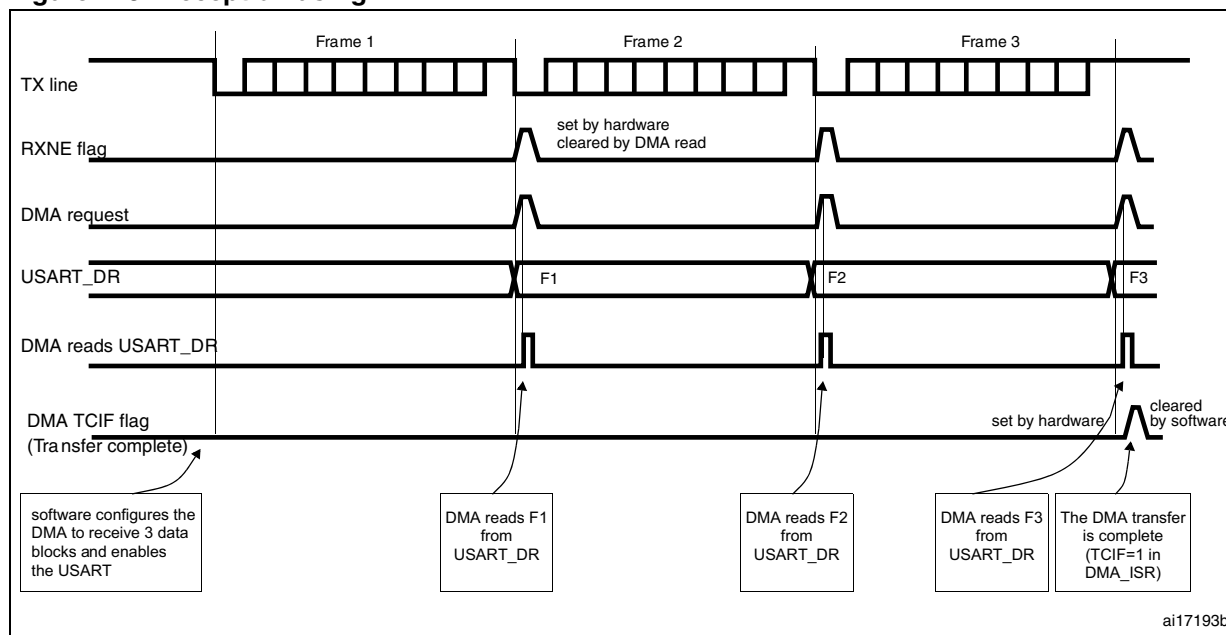 Frame 1
Frame 2
Frame 3
TX line
set by hardware
cleared by DMA read
RXNE flag
DMA request
USART_DR
F1
F2
F3
DMA reads USART_DR
DMA TCIF flag
(Transfer complete)
set by hardware
cleared
by software
software configures the
DMA to receive 3 data
blocks and enables
the USART
DMA reads F1
from
USART_DR
DMA reads F2
from
USART_DR
DMA reads F3
from
USART_DR
The DMA transfer
is complete
(TCIF=1 in
DMA_ISR)
ai17193b